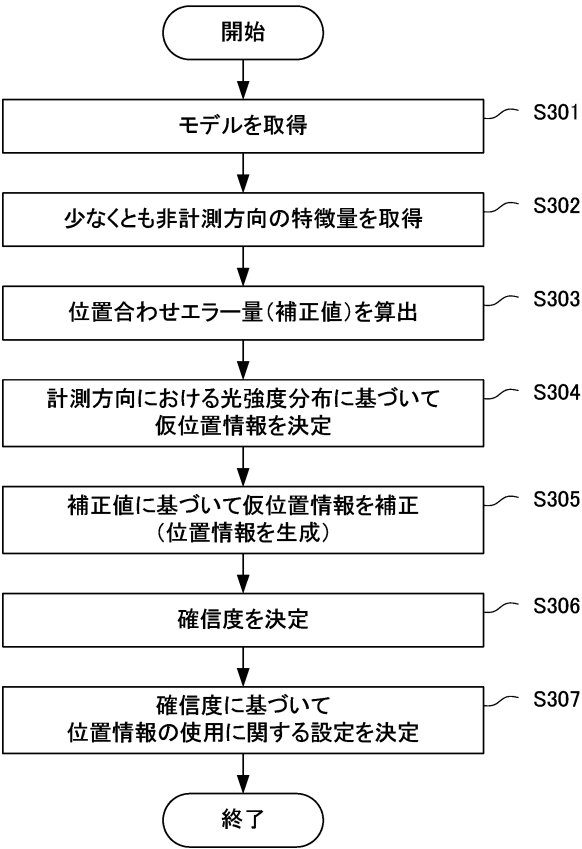 開始
モデルを取得
S301
少なくとも非計測方向の特徴量を取得
S302
位置合わせエラー量(補正値)を算出
S303
計測方向における光強度分布に基づいて
仮位置情報を決定
S304
補正値に基づいて仮位置情報を補正
(位置情報を生成)
S305
確信度を決定
S306
確信度に基づいて
位置情報の使用に関する設定を決定
S307
終了